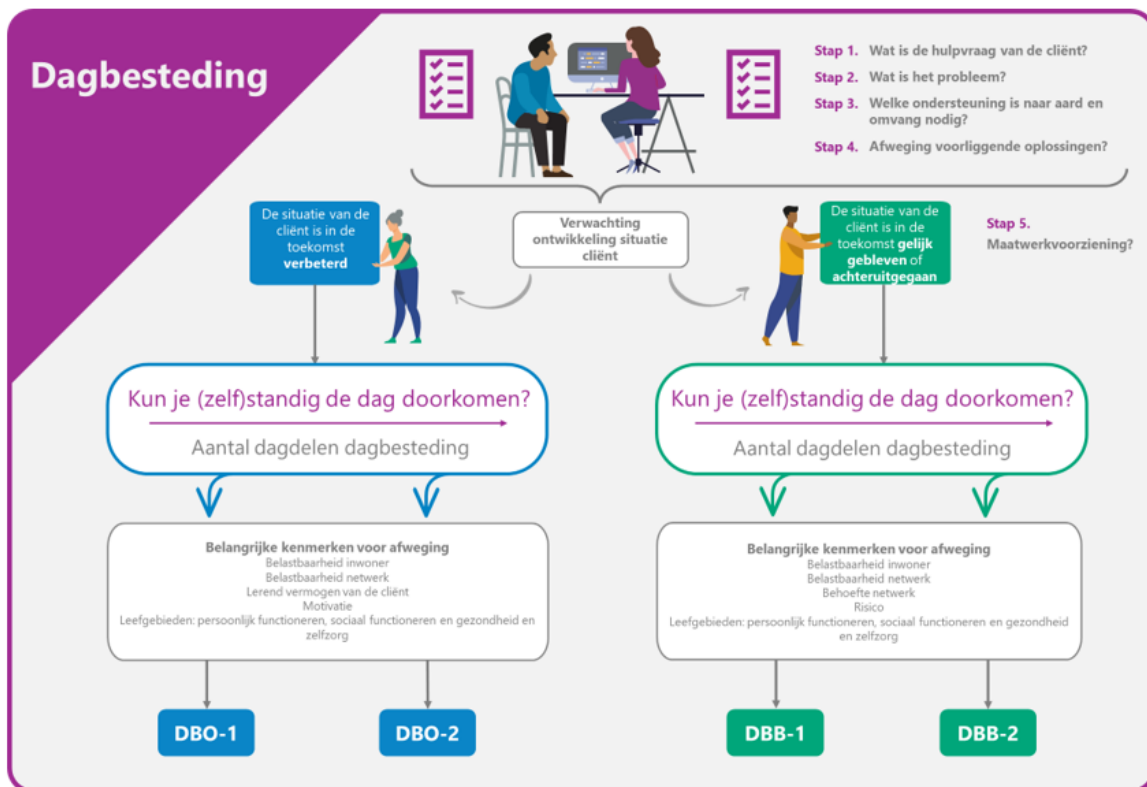 Dagbesteding
Stap 1. Wat is de hulpvraag van de cliënt?
Stap 2. Wat is het probleem?
Stap 3. Welke ondersteuning is naar aard en
omvang nodig?
Stap 4. Afweging voorliggende oplossingen?
De situatie van de
cliënt is in de
toekomst
verbeterd
Verwachting
ontwikkeling situatie
cliënt
De situatie van de
cliënt is in de
toekomst gelijk
gebleven of
achteruitgegaan
Stap 5.
Maatwerkvoorziening?
Kun je (zelf)standig de dag doorkomen?
Aantal dagdelen dagbesteding
Kun je (zelf)standig de dag doorkomen?
Aantal dagdelen dagbesteding
Belangrijke kenmerken voor afweging
Belastbaarheid inwoner
Belastbaarheid netwerk
Lerend vermogen van de cliënt
Motivatie
Leefgebieden: persoonlijk functioneren, sociaal functioneren en gezondheid en
zelfzorg
Belangrijke kenmerken voor afweging
Belastbaarheid inwoner
Belastbaarheid netwerk
Behoefte netwerk
Risico
Leefgebieden: persoonlijk functioneren, sociaal functioneren en gezondheid
en zelfzorg
DBO-1
DBO-2
DBB-1
DBB-2